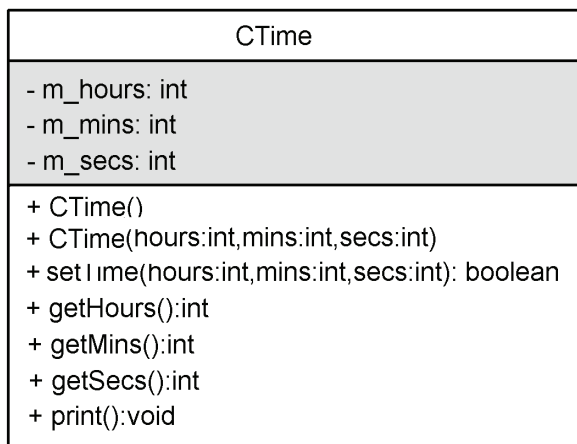 CTime
- m_hours: int
- m_mins: int
- m_secs: int
+ CTime()
+ CTime(hours:int,mins:int,secs:int)
+ setTime(hours:int,mins:int,secs:int): boolean
+ getHours():int
+ getMins():int
+ getSecs():int
+ print():void